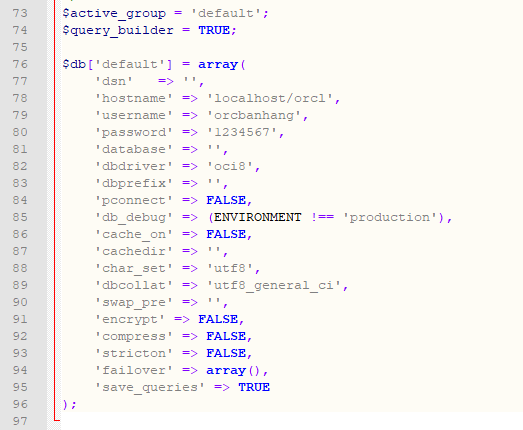 73 $active_group = 'default';
74 $query_builder = TRUE;
75
76 $db['default'] = array(
77     'dsn'   => '',
78     'hostname' => 'localhost/orcl',
79     'username' => 'orcbanhang',
80     'password' => '1234567',
81     'database' => '',
82     'dbdriver' => 'oci8',
83     'dbprefix' => '',
84     'pconnect' => FALSE,
85     'db_debug' => (ENVIRONMENT !== 'production'),
86     'cache_on' => FALSE,
87     'cachedir' => '',
88     'char_set' => 'utf8',
89     'dbcollat' => 'utf8_general_ci',
90     'swap_pre' => '',
91     'encrypt' => FALSE,
92     'compress' => FALSE,
93     'stricton' => FALSE,
94     'failover' => array(),
95     'save_queries' => TRUE
96 );
97